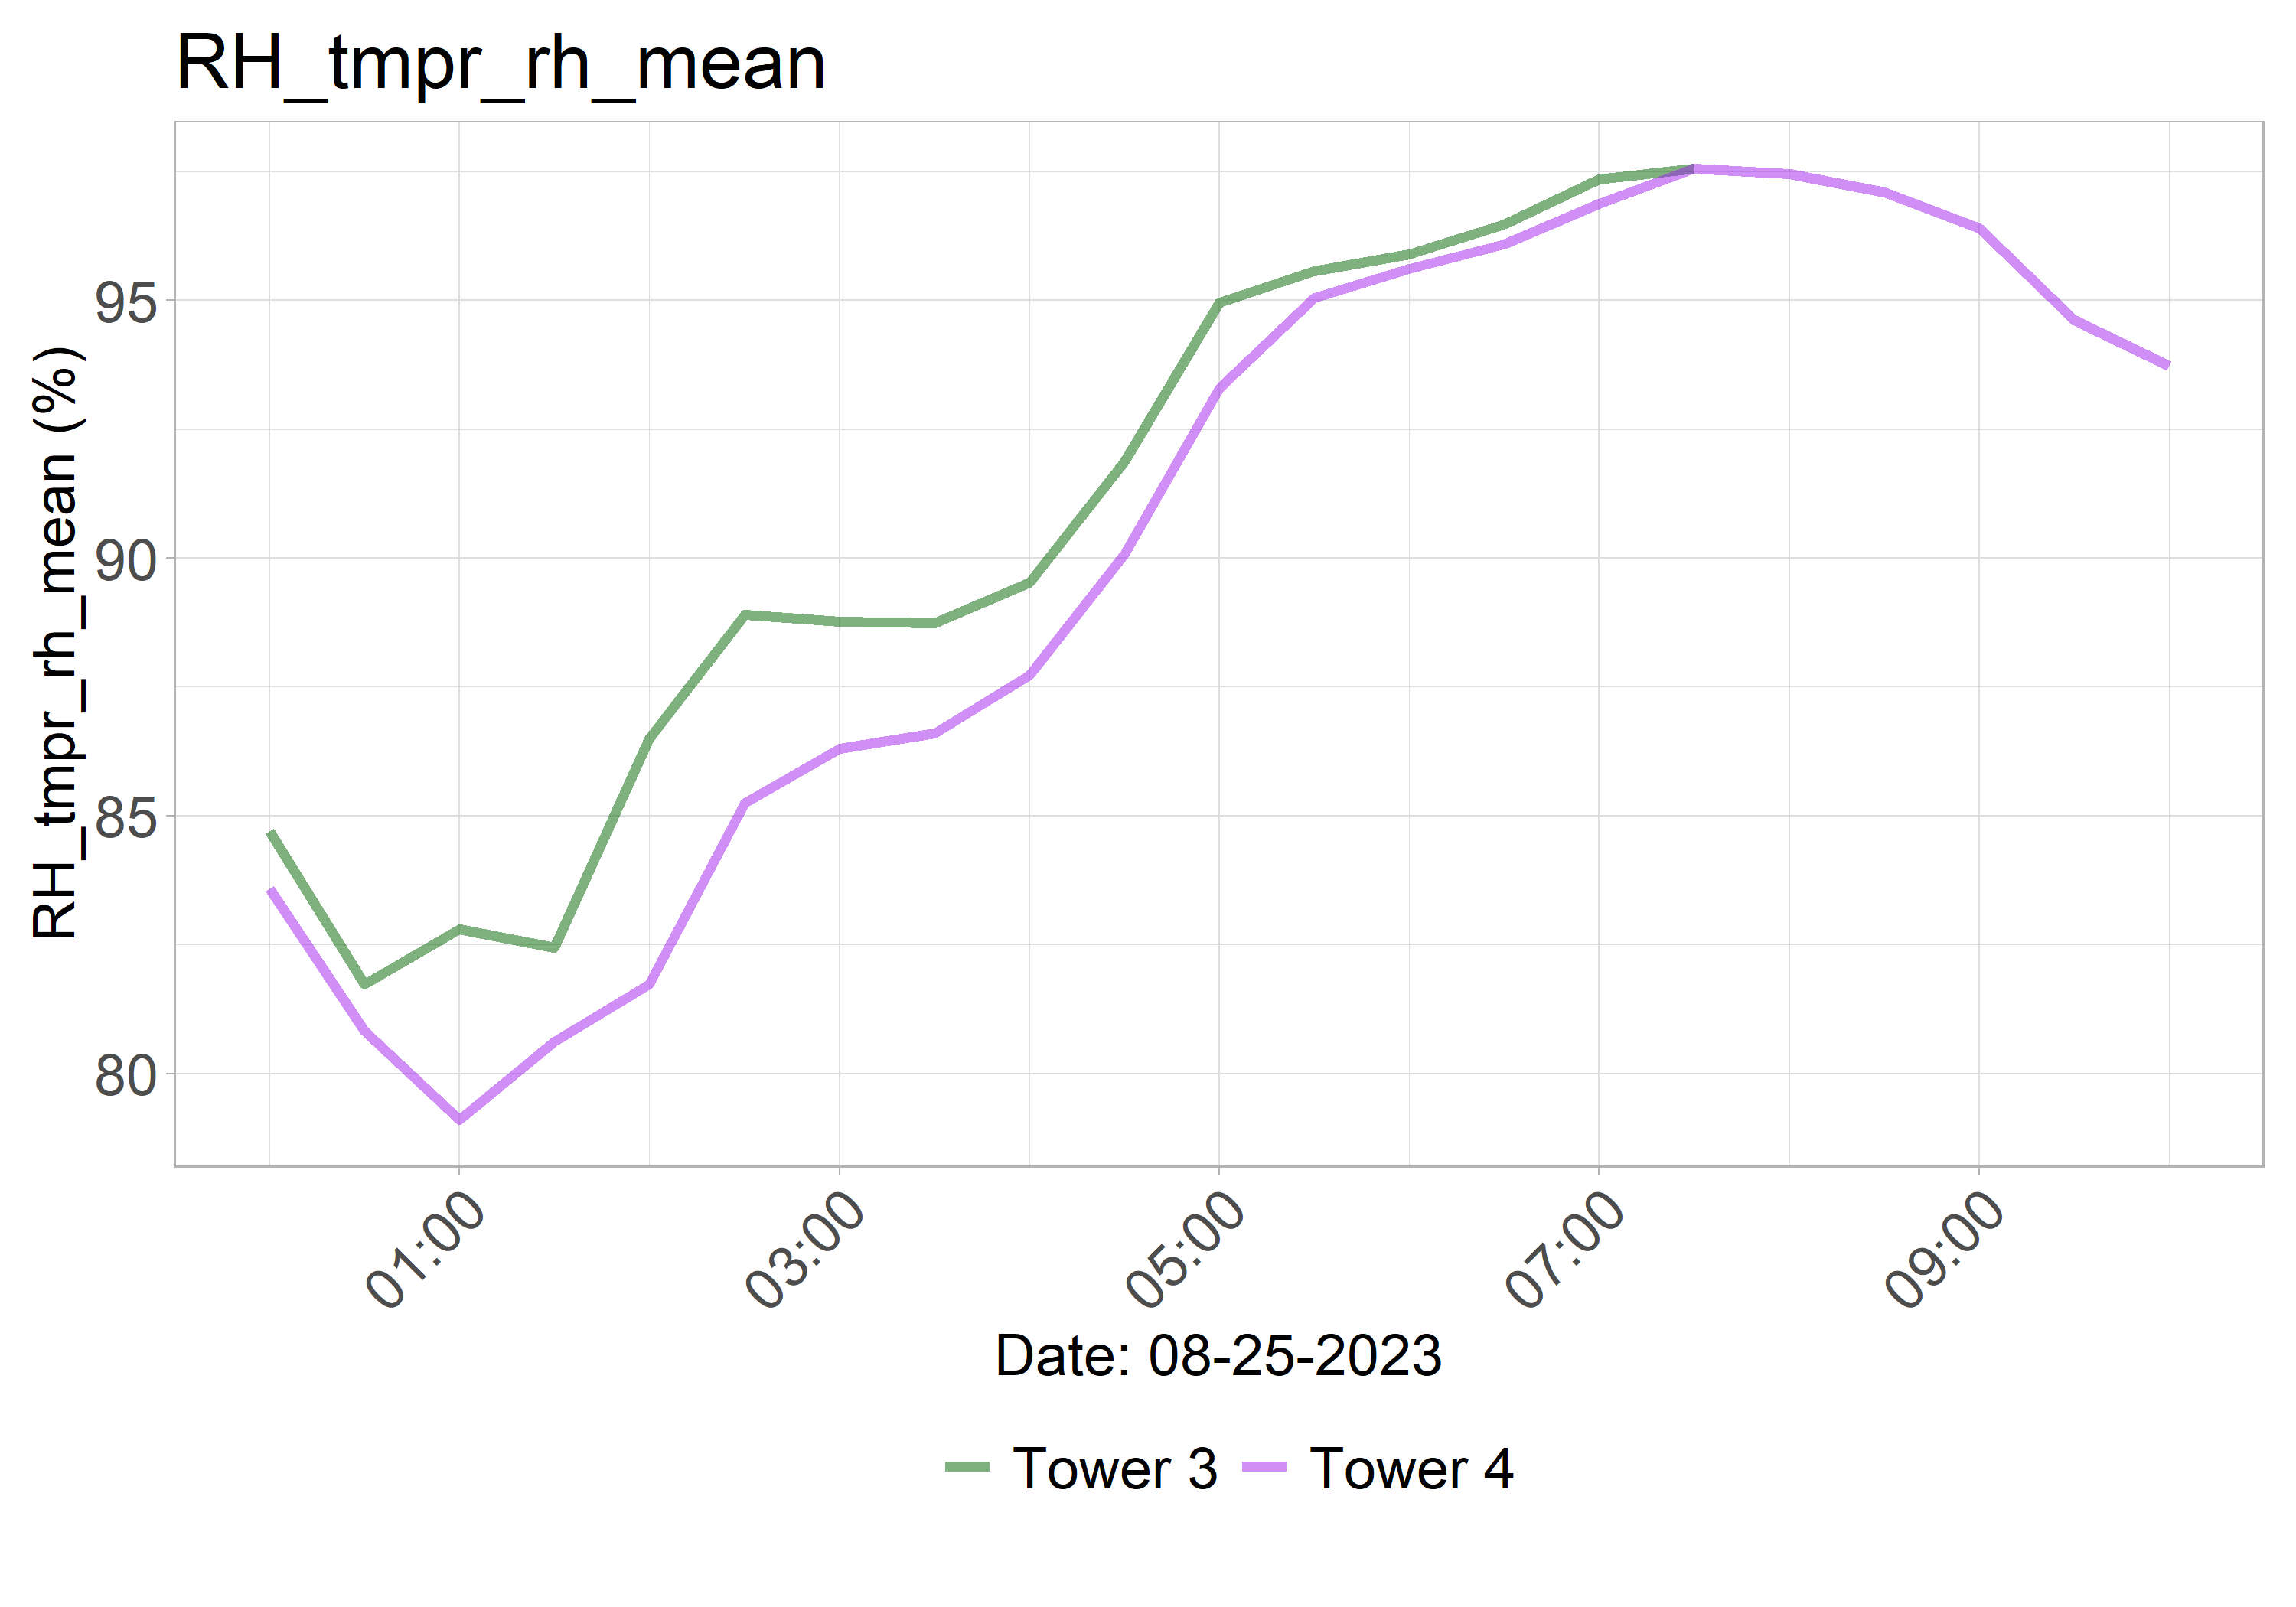 RH_tmpr_rh_mean
RH_tmpr_rh_mean (%)
95
90
85
80
01:00
03:00
05:00
07:00
09:00
Date: 08-25-2023
Tower 3
Tower 4